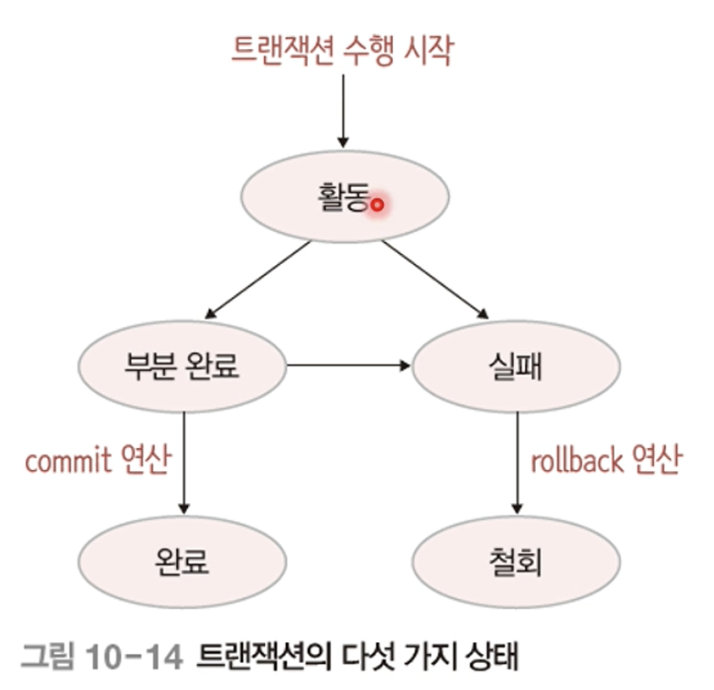 트랜잭션 수행 시작
활동
부분 완료
실패
commit 연산
rollback 연산
완료
철회
그림 10-14 트랜잭션의 다섯 가지 상태